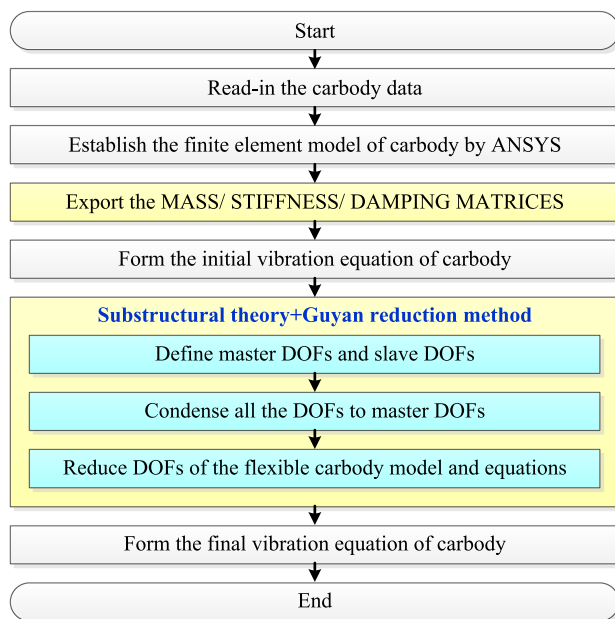 Start
Read-in the carbody data
Establish the finite element model of carbody by ANSYS
Export the MASS/ STIFFNESS/ DAMPING MATRICES
Form the initial vibration equation of carbody
Substructural theory+Guyan reduction method
Define master DOFs and slave DOFs
Condense all the DOFs to master DOFs
Reduce DOFs of the flexible carbody model and equations
Form the final vibration equation of carbody
End